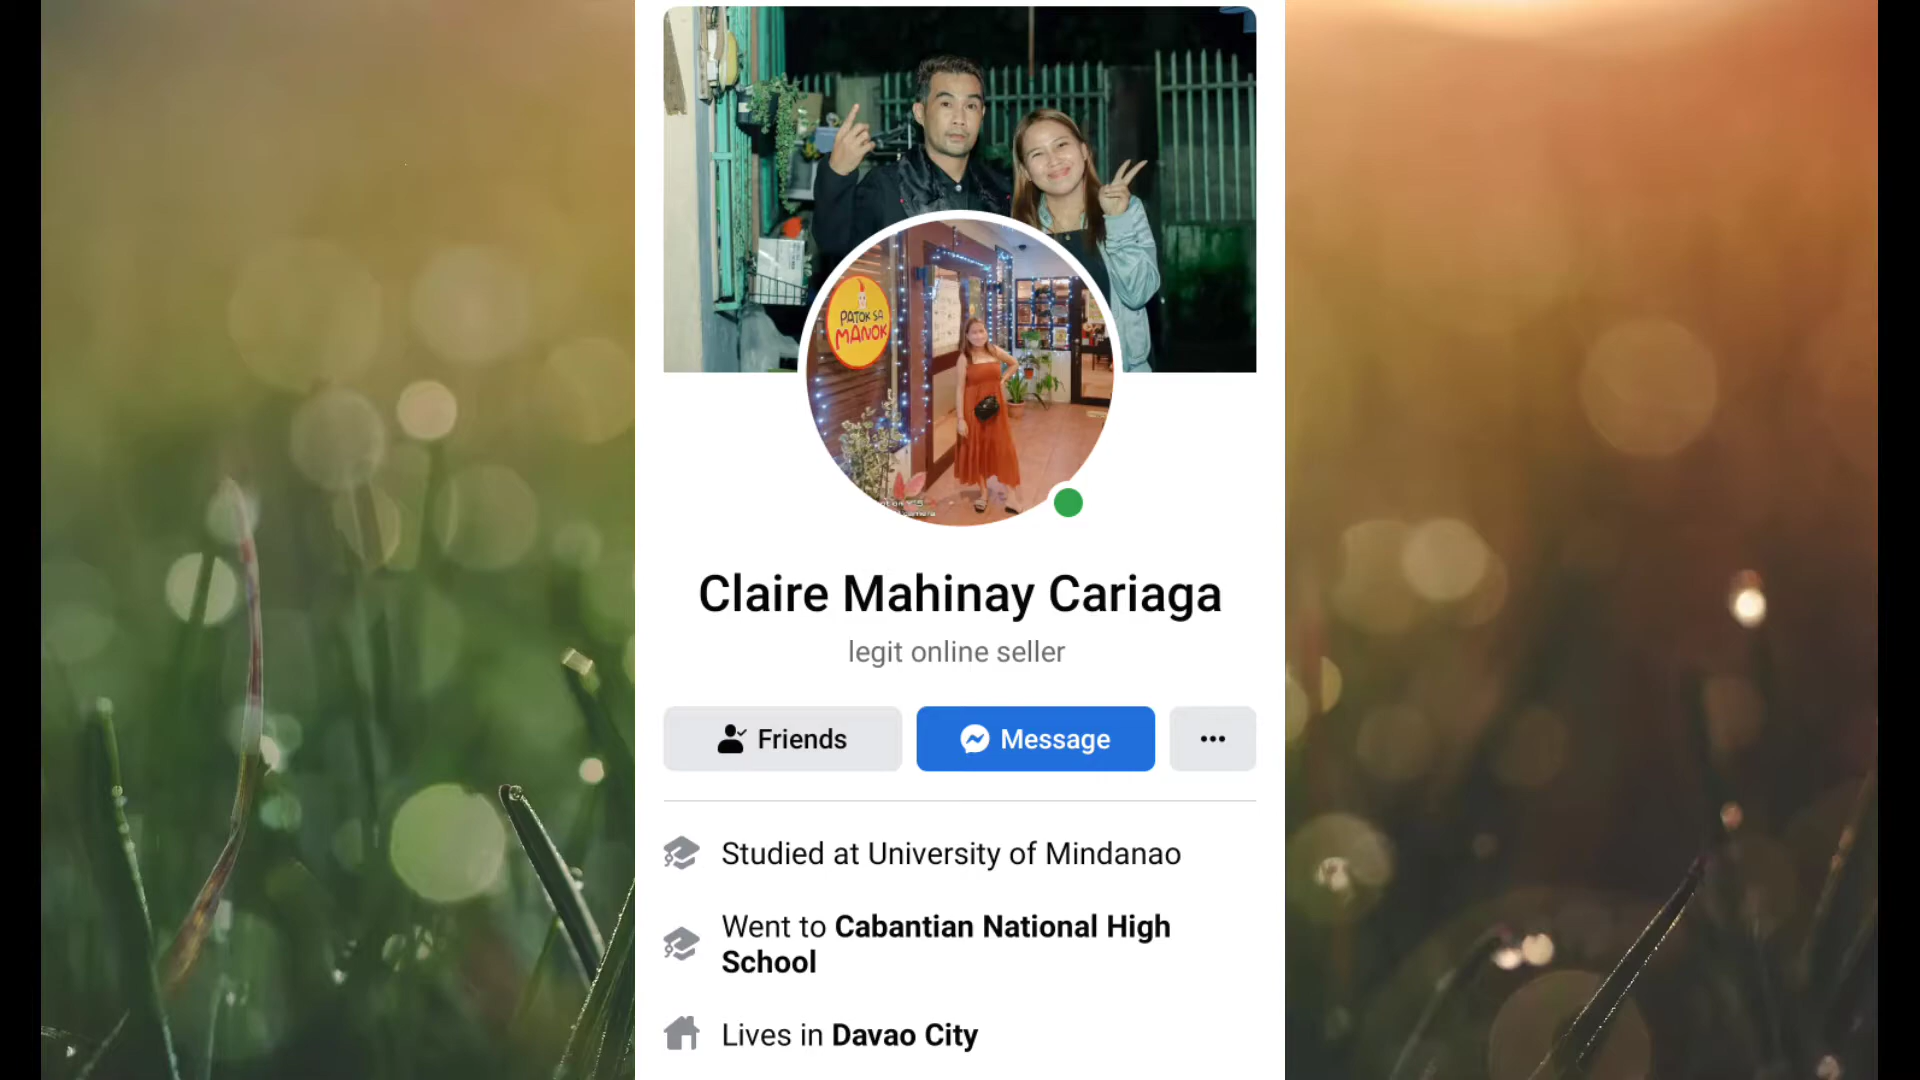 PATOK SA
MANOK
Claire Mahinay Cariaga
legit online seller
Friends
Message
Studied at University of Mindanao
Went to Cabantian National High
School
Lives in Davao City